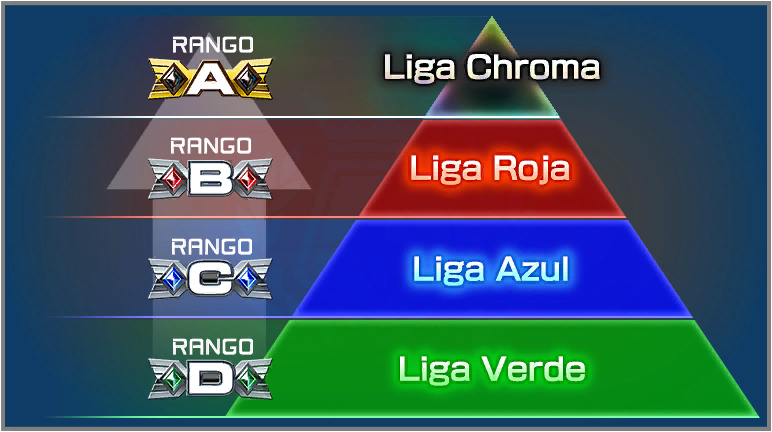 RANGO
A
Liga Chroma
RANGO
B
Liga Roja
RANGO
C
Liga Azul
RANGO
D
Liga Verde